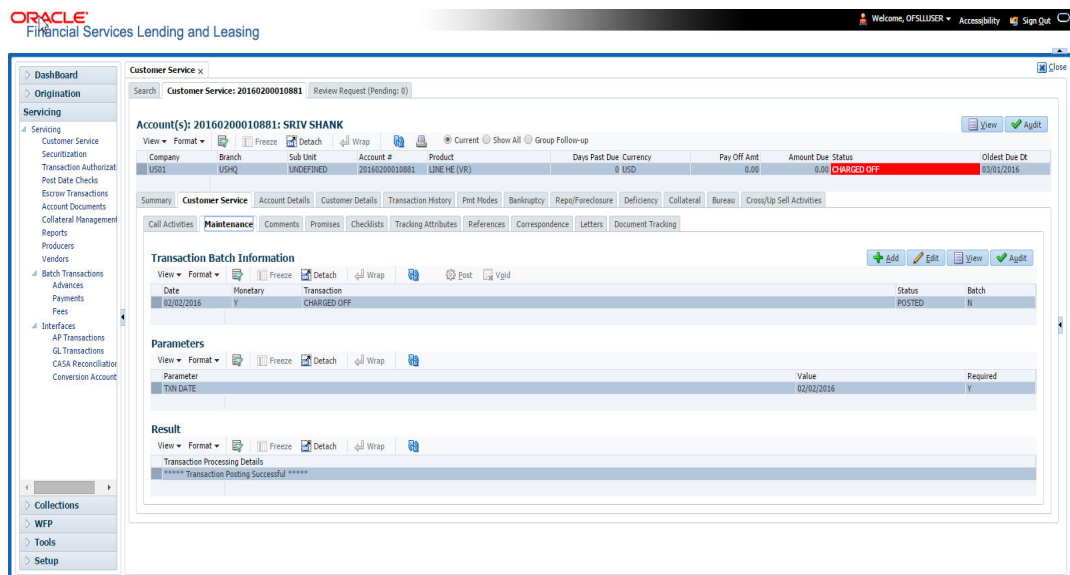 ORACLE
Financial Services Lending and Leasing
Welcome, OFSLLUSER Accessibility Sign Out
Close
DashBoard
Origination
Servicing
Servicing
Customer Service
Securitization
Transaction Authorizat
Post Date Checks
Escrow Transactions
Account Documents
Collateral Management
Reports
Producers
Vendors
Batch Transactions
Advances
Payments
Fees
Interfaces
AP Transactions
GL Transactions
CASA Reconciliation
Conversion Account
Collections
WFP
Tools
Setup
Customer Service x
Search Customer Service: 20160200010881 Review Request (Pending: 0)
Account(s): 20160200010881: SRIV SHANK
View Audit
View Format Freeze Detach Wrap Current Show All Group Follow-up
Company Branch Sub Unit Account # Product Days Past Due Currency Pay Off Amt Amount Due Status Oldest Due Dt
US01 USHQ UNDEFINED 20160200010881 LINE HE (VR) 0 USD 0.00 0.00 CHARGED OFF 03/01/2016
Summary Customer Service Account Details Customer Details Transaction History Pmt Modes Bankruptcy Repo/Foreclosure Deficiency Collateral Bureau Cross/Up Sell Activities
Call Activities Maintenance Comments Promises Checklists Tracking Attributes References Correspondence Letters Document Tracking
Transaction Batch Information
Add Edit View Audit
View Format Freeze Detach Wrap Post Void
Date Monetary Transaction Status Batch
02/02/2016 Y CHARGED OFF POSTED N
Parameters
View Format Freeze Detach Wrap
Parameter Value Required
TXN DATE 02/02/2016 Y
Result
View Format Freeze Detach Wrap
Transaction Processing Details
***** Transaction Posting Successful *****